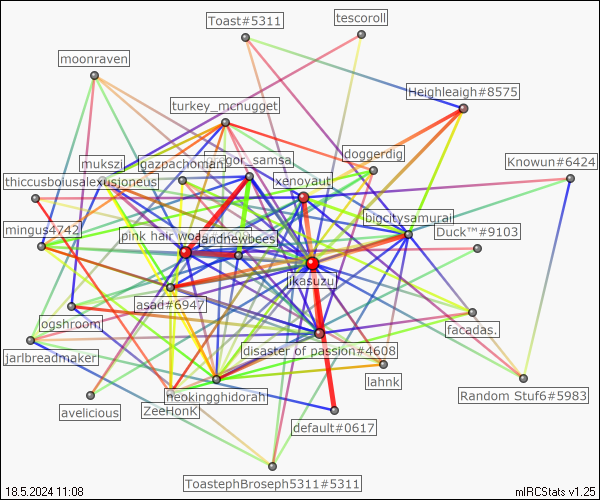 Toast#5311
tescoroll
moonraven
Heighleaigh#8575
turkey_mcnugget
doggerdig
gazpachoman
gregor_samsa
mukszi
Knowun#6424
xenoyaut
thiccusbolusalexusjoneus
bigcitysamurai
mingus4742
Duck™#9103
pink hair wo
andnewbees
ikasuzu
asad#6947
logshroom
facadas.
disaster of passion#4608
jarlbreadmaker
lahnk
neokingghidorah
Random Stuf6#5983
avelicious
ZeeHonK
default#0617
ToastephBroseph5311#5311
18.5.2024 11:08
mIRCStats v1.25